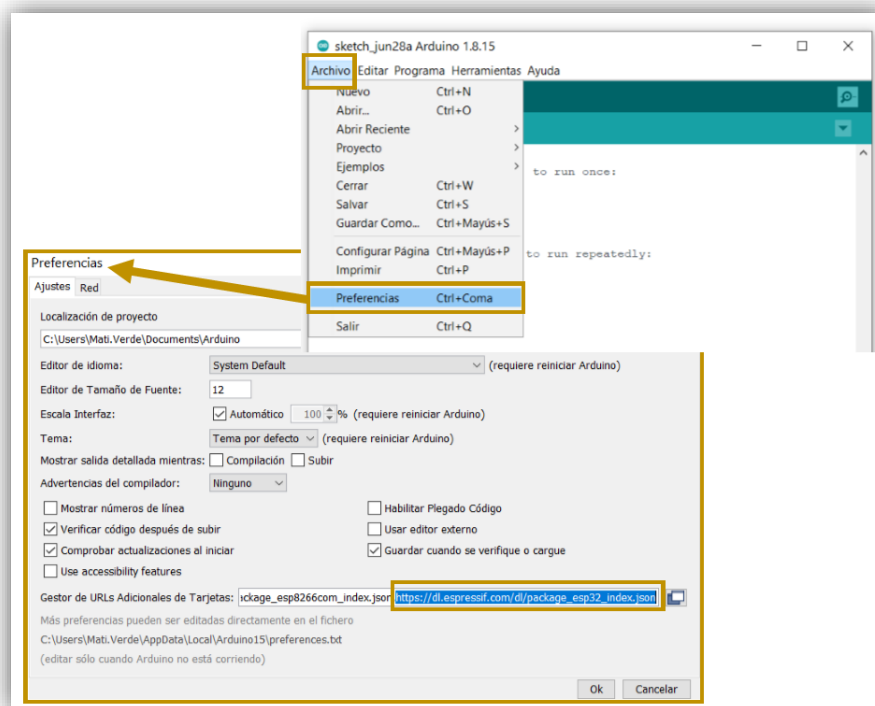 sketch_jun28a Arduino 1.8.15
Archivo Editar Programa Herramientas Ayuda
Nuevo Ctrl+N
Abrir... Ctrl+O
Abrir Reciente
Proyecto
Ejemplos
to run once:
Cerrar Ctrl+W
Salvar Ctrl+S
Guardar Como... Ctrl+Mayús+S
Configurar Página Ctrl+Mayús+P
to run repeatedly:
Imprimir Ctrl+P
Preferencias Ctrl+Coma
Salir Ctrl+Q
Preferencias
Ajustes Red
Localización de proyecto
C:\Users\Mati.Verde\Documents\Arduino
Editor de idioma: System Default (requiere reiniciar Arduino)
Editor de Tamaño de Fuente: 12
Escala Interfaz: Automático 100 % (requiere reiniciar Arduino)
Tema: Tema por defecto (requiere reiniciar Arduino)
Mostrar salida detallada mientras: Compilación Subir
Advertencias del compilador: Ninguno
Mostrar números de línea Habilitar Plegado Código
Verificar código después de subir Usar editor externo
Comprobar actualizaciones al iniciar Guardar cuando se verifique o cargue
Use accessibility features
Gestor de URLs Adicionales de Tarjetas: ackage_esp8266com_index.json https://dl.espressif.com/dl/package_esp32_index.json
Más preferencias pueden ser editadas directamente en el fichero
C:\Users\Mati.Verde\AppData\Local\Arduino15\preferences.txt
(editar sólo cuando Arduino no está corriendo)
Ok Cancelar